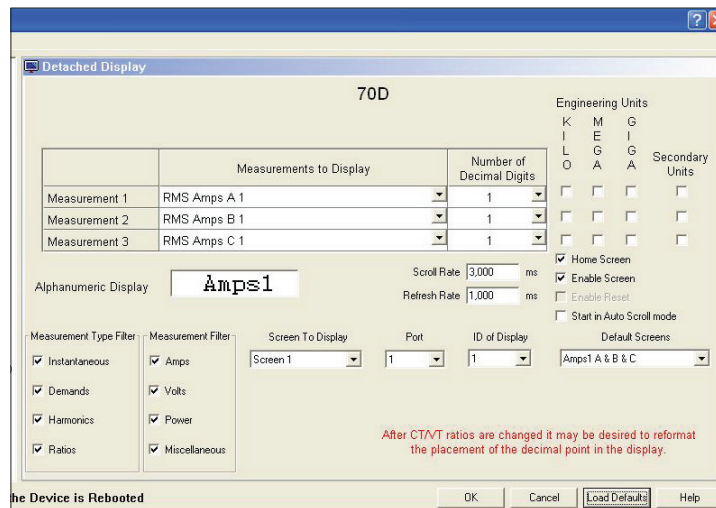 Detached Display
70D
Engineering Units
KILO MEGA GIGA Secondary Units
Measurements to Display Number of Decimal Digits
Measurement 1 RMS Amps A 1 1
Measurement 2 RMS Amps B 1 1
Measurement 3 RMS Amps C 1 1
Home Screen
Alphanumeric Display Amps1 Scroll Rate 3,000 ms
Enable Screen
Refresh Rate 1,000 ms
Enable Reset
Start in Auto Scroll mode
Measurement Type Filter Measurement Filter Screen To Display Port ID of Display Default Screens
Instantaneous Amps Screen 1 1 1 Amps1 A & B & C
Demands Volts
Harmonics Power
Ratios Miscellaneous
After CT/VT ratios are changed it may be desired to reformat
the placement of the decimal point in the display.
the Device is Rebooted OK Cancel Load Defaults Help